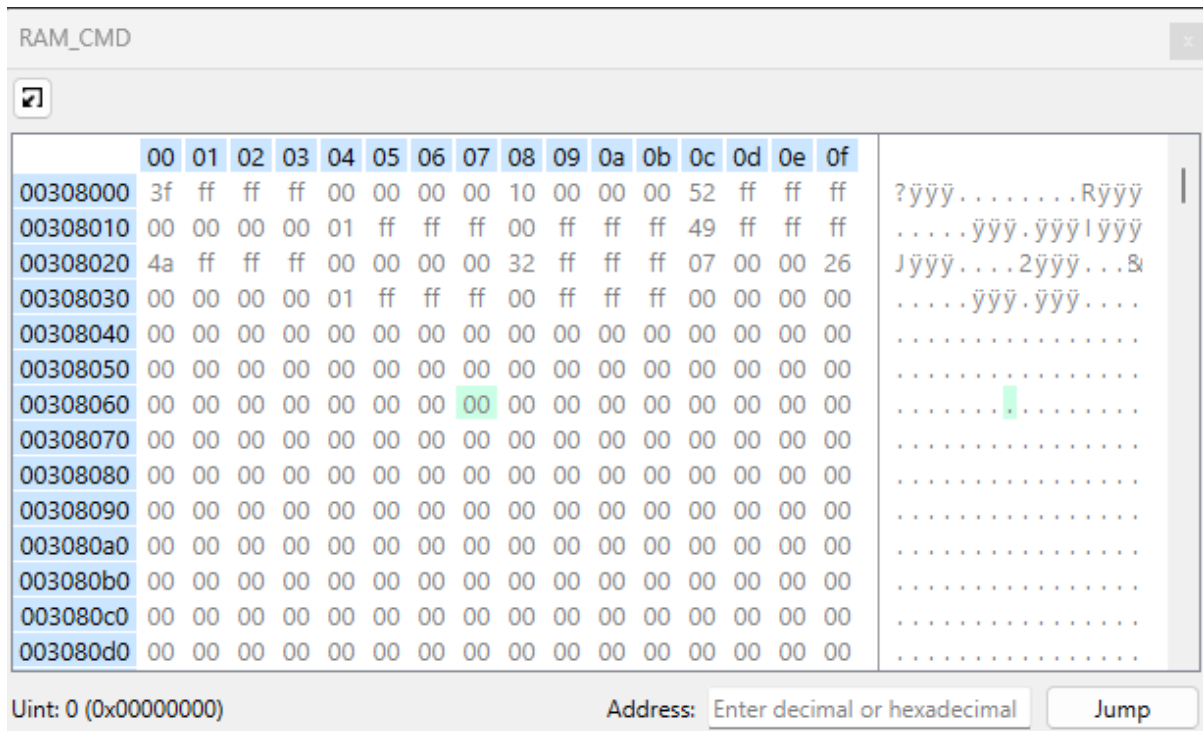 RAM_CMD
x
00 01 02 03 04 05 06 07 08 09 0a 0b 0c 0d 0e 0f
00308000 3f ff ff ff 00 00 00 00 10 00 00 00 52 ff ff ff ?ÿÿÿ........Rÿÿÿ
00308010 00 00 00 00 01 ff ff ff 00 ff ff ff 49 ff ff ff .....ÿÿÿ.ÿÿÿIÿÿÿ
00308020 4a ff ff ff 00 00 00 00 32 ff ff ff 07 00 00 26 Jÿÿÿ....2ÿÿÿ...&
00308030 00 00 00 00 01 ff ff ff 00 ff ff ff 00 00 00 00 .....ÿÿÿ.ÿÿÿ....
00308040 00 00 00 00 00 00 00 00 00 00 00 00 00 00 00 00 ................
00308050 00 00 00 00 00 00 00 00 00 00 00 00 00 00 00 00 ................
00308060 00 00 00 00 00 00 00 00 00 00 00 00 00 00 00 00 ................
00308070 00 00 00 00 00 00 00 00 00 00 00 00 00 00 00 00 ................
00308080 00 00 00 00 00 00 00 00 00 00 00 00 00 00 00 00 ................
00308090 00 00 00 00 00 00 00 00 00 00 00 00 00 00 00 00 ................
003080a0 00 00 00 00 00 00 00 00 00 00 00 00 00 00 00 00 ................
003080b0 00 00 00 00 00 00 00 00 00 00 00 00 00 00 00 00 ................
003080c0 00 00 00 00 00 00 00 00 00 00 00 00 00 00 00 00 ................
003080d0 00 00 00 00 00 00 00 00 00 00 00 00 00 00 00 00 ................
Uint: 0 (0x00000000) Address: Enter decimal or hexadecimal Jump